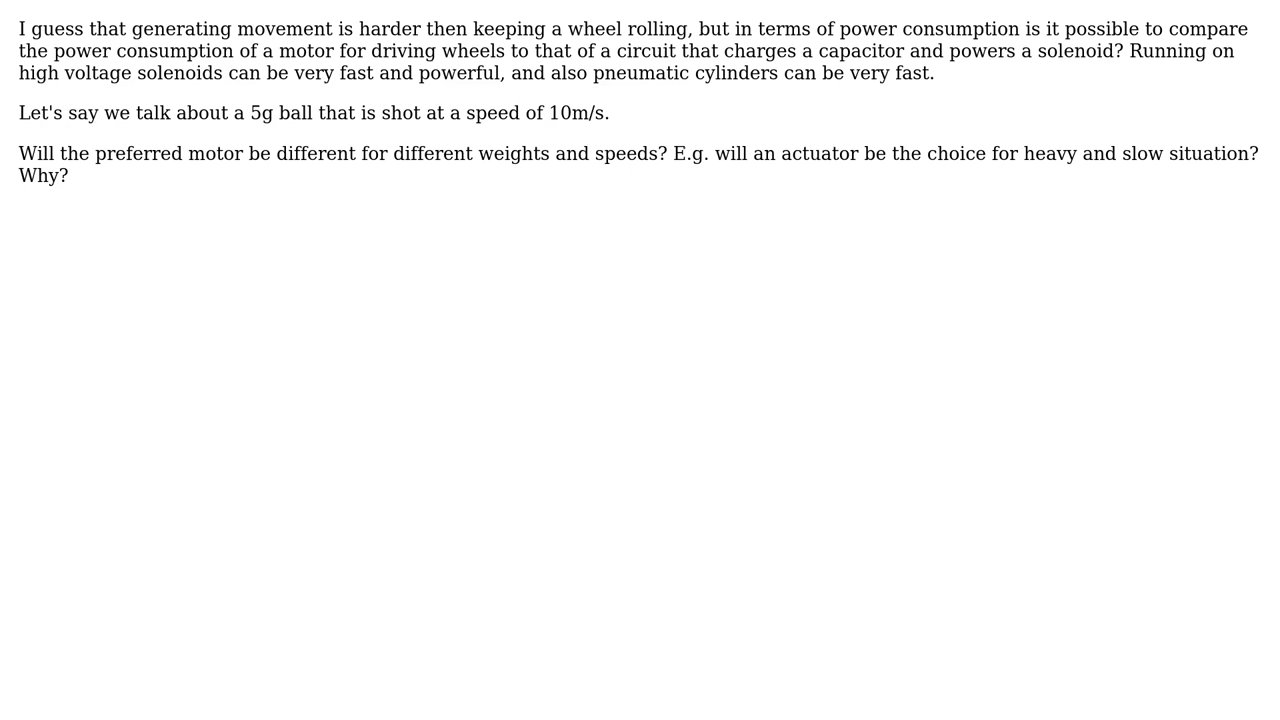 I guess that generating movement is harder then keeping a wheel rolling, but in terms of power consumption is it possible to compare
the power consumption of a motor for driving wheels to that of a circuit that charges a capacitor and powers a solenoid? Running on
high voltage solenoids can be very fast and powerful, and also pneumatic cylinders can be very fast.
Let's say we talk about a 5g ball that is shot at a speed of 10m/s.
Will the preferred motor be different for different weights and speeds? E.g. will an actuator be the choice for heavy and slow situation?
Why?